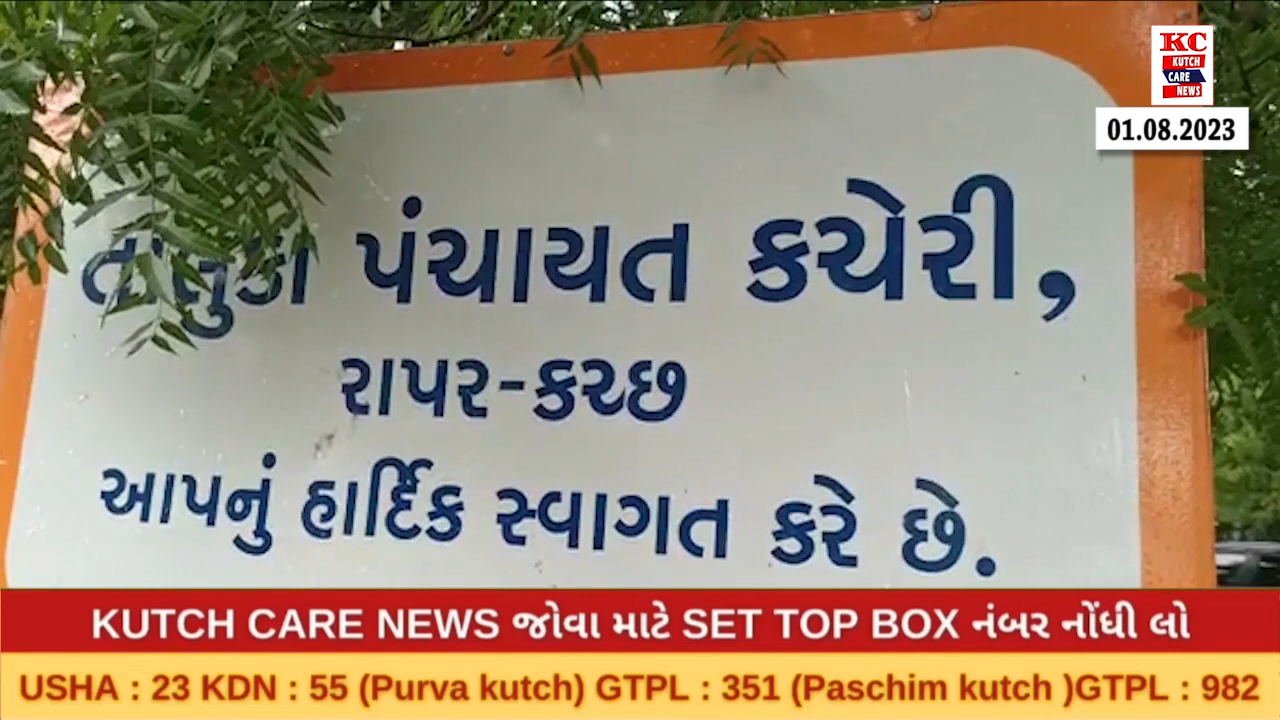 KC
KUTCH
CARE
NEWS
01.08.2023
તાલુકા પંચાયત કચેરી,
રાપર-કચ્છ
આપનું હાર્દિક સ્વાગત કરે છે.
KUTCH CARE NEWS જોવા માટે SET TOP BOX નંબર નોંધી લો
USHA : 23 KDN : 55 (Purva kutch) GTPL : 351 (Paschim kutch )GTPL : 982